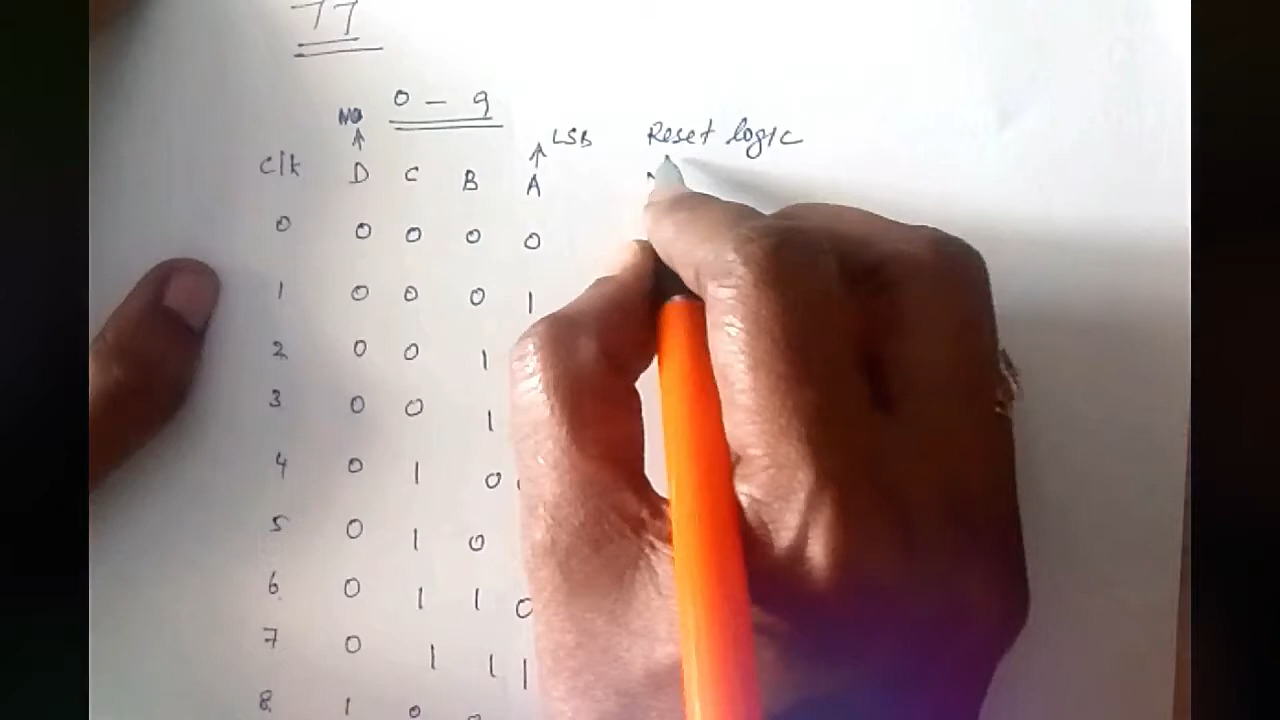 0 - 9
LSB Reset logic
Clk D C B A
0 0 0 0 0
1 0 0 0 1
2 0 0 1
3 0 0 1
4 0 1 0
5 0 1 0
6 0 1 1 0
7 0 1 1 1
8 1 0 0